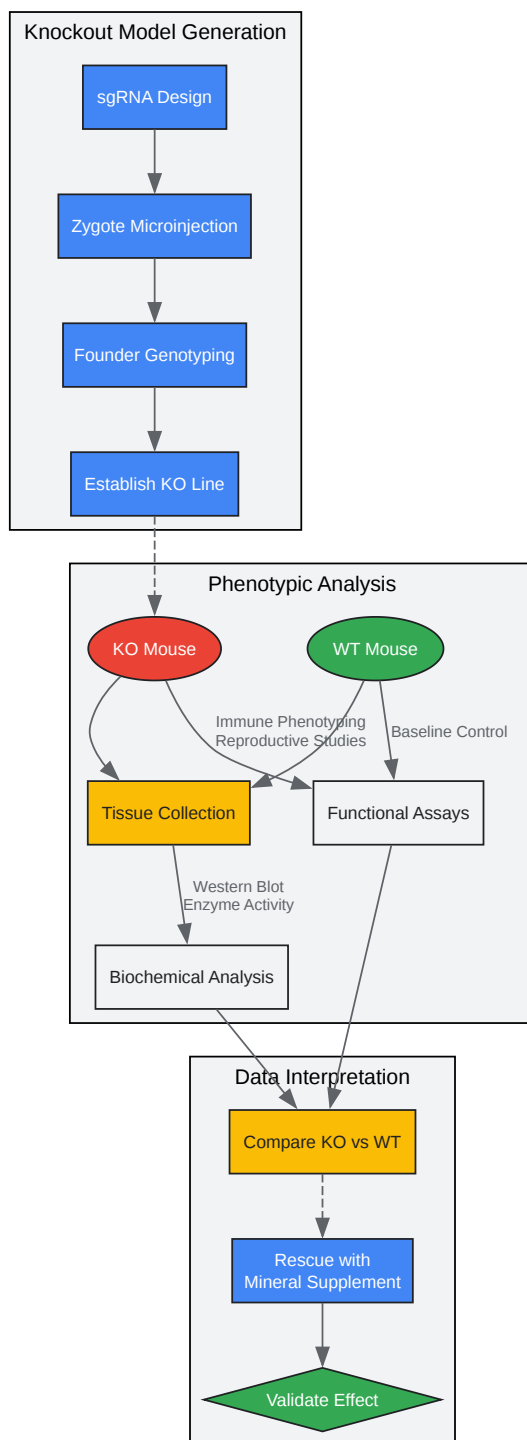 Knockout Model Generation
sgRNA Design
Zygote Microinjection
Founder Genotyping
Establish KO Line
Phenotypic Analysis
KO Mouse
WT Mouse
Immune Phenotyping
Reproductive Studies
Baseline Control
Tissue Collection
Functional Assays
Western Blot
Enzyme Activity
Biochemical Analysis
Data Interpretation
Compare KO vs WT
Rescue with
Mineral Supplement
Validate Effect